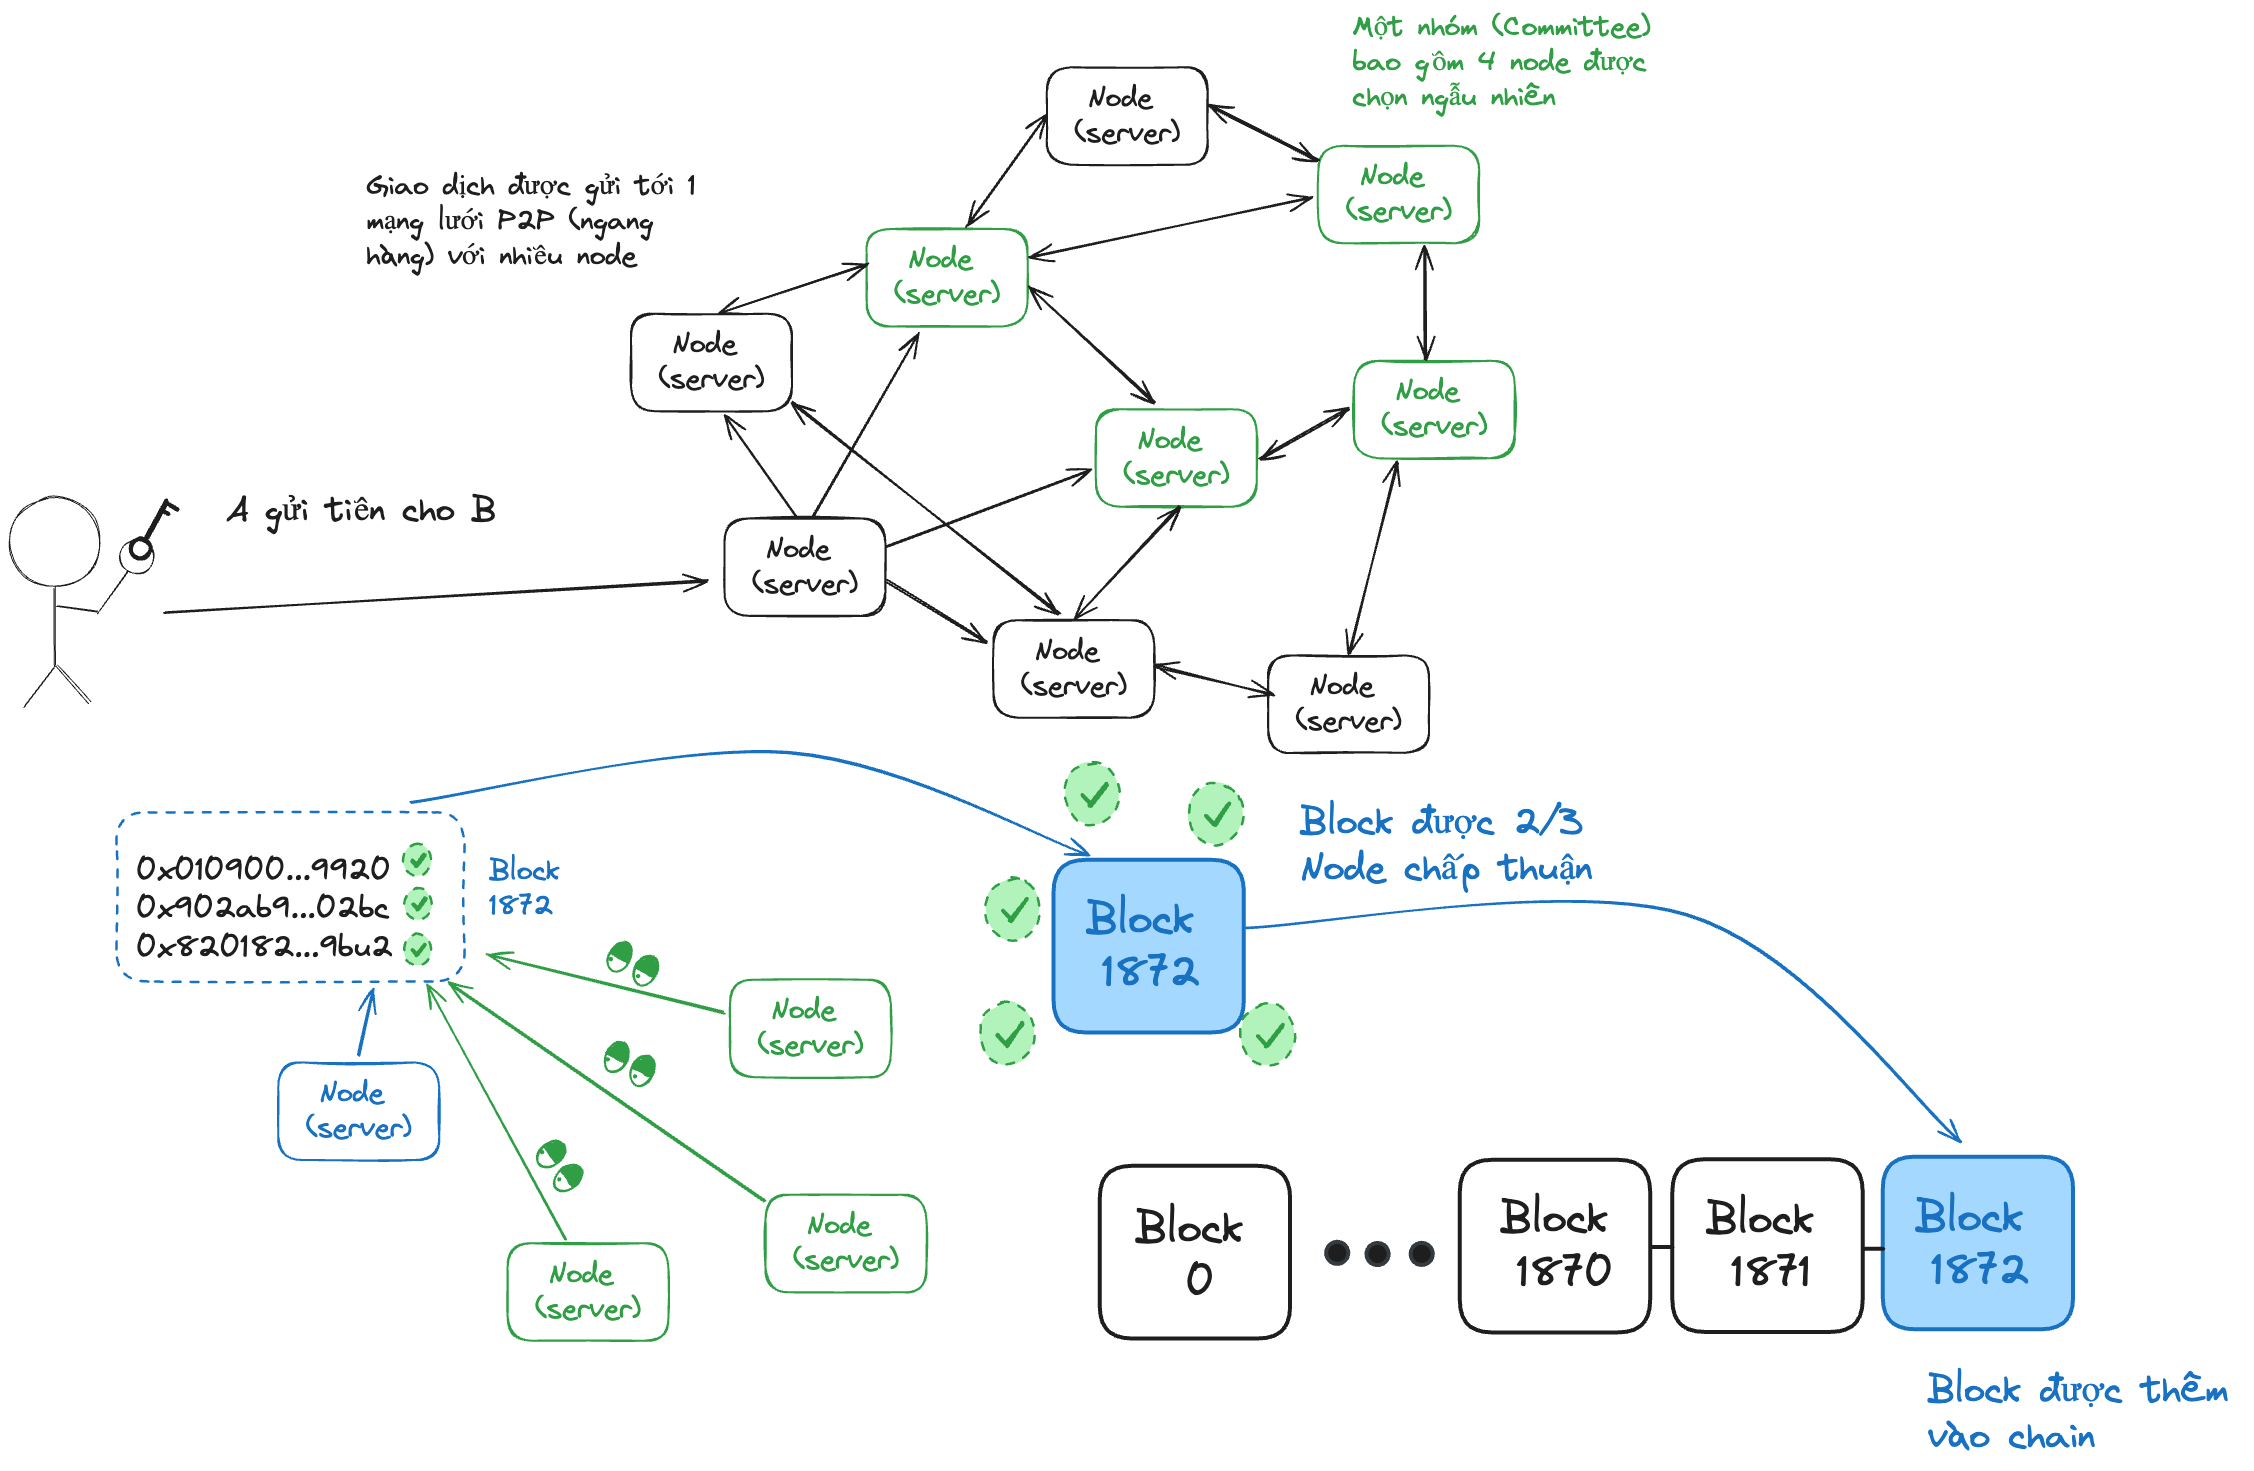 Một nhóm (Committee)
bao gồm 4 node được
chọn ngẫu nhiên
Node
(server)
Giao dịch được gửi tới 1
mạng lưới P2P (ngang
hàng) với nhiều node
Node
(server)
Node
(server)
Node
(server)
Node
(server)
Node
(server)
A gửi tiền cho B
Node
(server)
Node
(server)
Node
(server)
Block được 2/3
Node chấp thuận
0x010900...9920
0x902ab9...02bc
0x820182...9bu2
Block
1872
Block
1872
Node
(server)
Node
(server)
Node
(server)
Node
(server)
Block
0
Block
1870
Block
1871
Block
1872
Block được thêm
vào chain